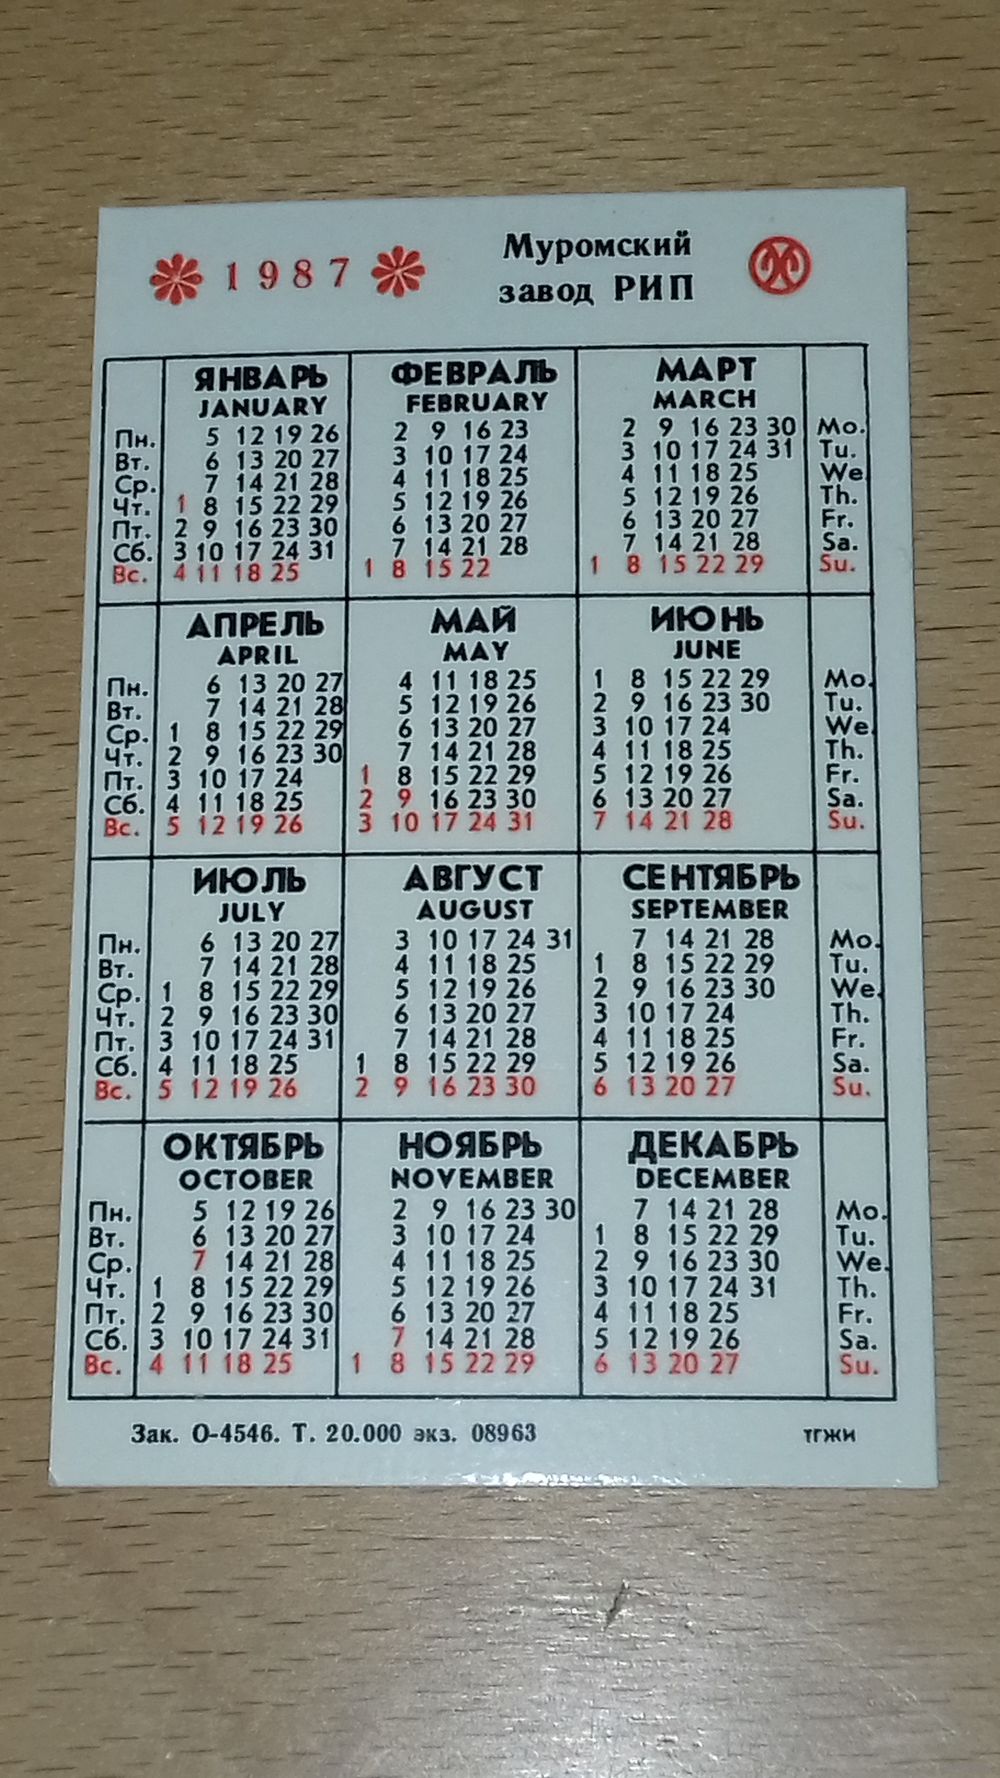 1987
Муромский
завод РИП
ЯНВАРЬ ФЕВРАЛЬ МАРТ
JANUARY FEBRUARY MARCH
Пн. 5 12 19 26 2 9 16 23 2 9 16 23 30 Mo.
Вт. 6 13 20 27 3 10 17 24 3 10 17 24 31 Tu.
Ср. 7 14 21 28 4 11 18 25 4 11 18 25 We.
Чт. 1 8 15 22 29 5 12 19 26 5 12 19 26 Th.
Пт. 2 9 16 23 30 6 13 20 27 6 13 20 27 Fr.
Сб. 3 10 17 24 31 7 14 21 28 7 14 21 28 Sa.
Вс. 4 11 18 25 1 8 15 22 1 8 15 22 29 Su.
АПРЕЛЬ МАЙ ИЮНЬ
APRIL MAY JUNE
Пн. 6 13 20 27 4 11 18 25 1 8 15 22 29 Mo.
Вт. 7 14 21 28 5 12 19 26 2 9 16 23 30 Tu.
Ср. 1 8 15 22 29 6 13 20 27 3 10 17 24 We.
Чт. 2 9 16 23 30 7 14 21 28 4 11 18 25 Th.
Пт. 3 10 17 24 1 8 15 22 29 5 12 19 26 Fr.
Сб. 4 11 18 25 2 9 16 23 30 6 13 20 27 Sa.
Вс. 5 12 19 26 3 10 17 24 31 7 14 21 28 Su.
ИЮЛЬ АВГУСТ СЕНТЯБРЬ
JULY AUGUST SEPTEMBER
Пн. 6 13 20 27 3 10 17 24 31 7 14 21 28 Mo.
Вт. 7 14 21 28 4 11 18 25 1 8 15 22 29 Tu.
Ср. 1 8 15 22 29 5 12 19 26 2 9 16 23 30 We.
Чт. 2 9 16 23 30 6 13 20 27 3 10 17 24 Th.
Пт. 3 10 17 24 31 7 14 21 28 4 11 18 25 Fr.
Сб. 4 11 18 25 1 8 15 22 29 5 12 19 26 Sa.
Вс. 5 12 19 26 2 9 16 23 30 6 13 20 27 Su.
ОКТЯБРЬ НОЯБРЬ ДЕКАБРЬ
OCTOBER NOVEMBER DECEMBER
Пн. 5 12 19 26 2 9 16 23 30 7 14 21 28 Mo.
Вт. 6 13 20 27 3 10 17 24 1 8 15 22 29 Tu.
Ср. 7 14 21 28 4 11 18 25 2 9 16 23 30 We.
Чт. 1 8 15 22 29 5 12 19 26 3 10 17 24 31 Th.
Пт. 2 9 16 23 30 6 13 20 27 4 11 18 25 Fr.
Сб. 3 10 17 24 31 7 14 21 28 5 12 19 26 Sa.
Вс. 4 11 18 25 1 8 15 22 29 6 13 20 27 Su.
Зак. О-4546. Т. 20.000 экз. 08963 ТГЖИ